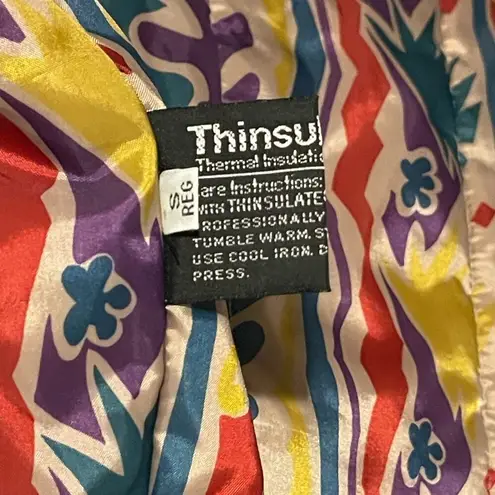 Thinsul
Thermal Insulatio
are Instructions:
WITH THINSULATE
ROFESSIONALLY
TUMBLE WARM. S
USE COOL IRON. D
PRESS.
S
REG